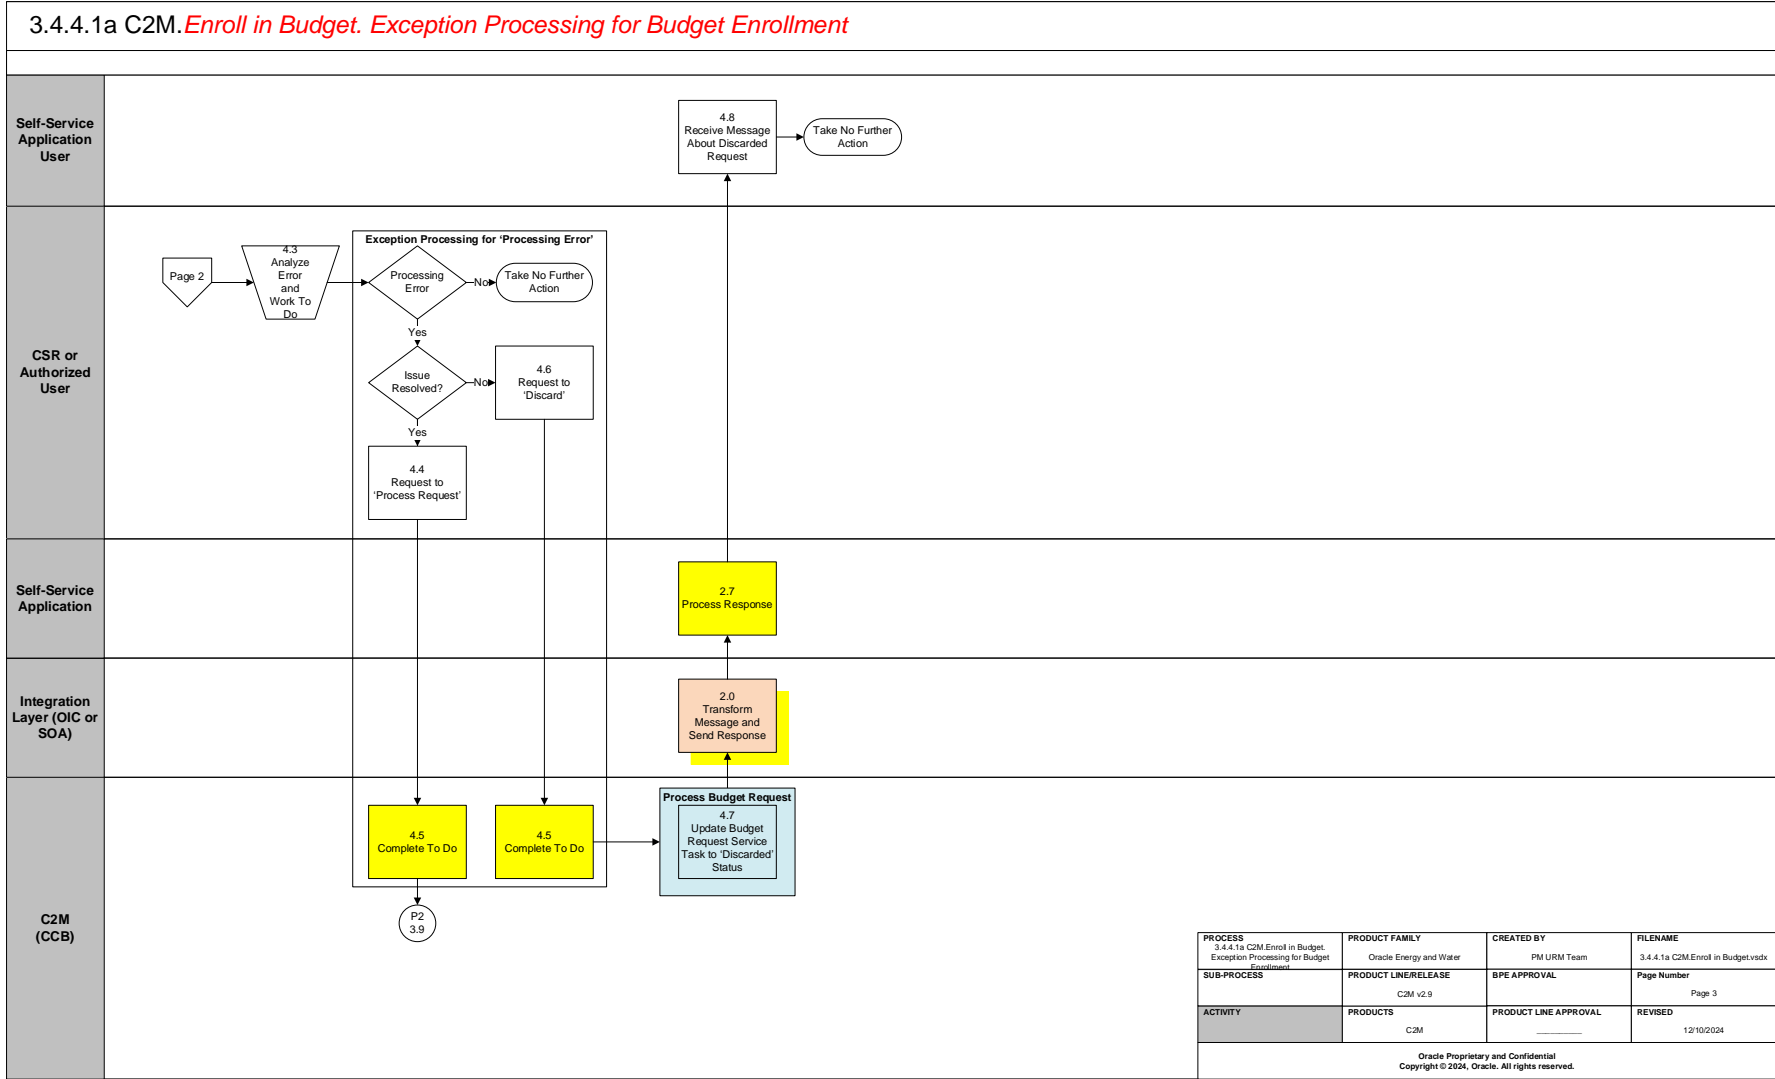 3.4.4.1a C2M.Enroll in Budget. Exception Processing for Budget Enrollment
Self-Service
Application
User
4.8
Receive Message
About Discarded
Request
Take No Further
Action
CSR or
Authorized
User
Page 2
4.3
Analyze
Error
and
Work To
Do
Exception Processing for ‘Processing Error’
Processing
Error
No
Take No Further
Action
Yes
Issue
Resolved?
No
4.6
Request to
‘Discard’
Yes
4.4
Request to
‘Process Request’
Self-Service
Application
2.7
Process Response
Integration
Layer (OIC or
SOA)
2.0
Transform
Message and
Send Response
C2M
(CCB)
4.5
Complete To Do
4.5
Complete To Do
Process Budget Request
4.7
Update Budget
Request Service
Task to ‘Discarded’
Status
P2
3.9
PROCESS
3.4.4.1a C2M.Enroll in Budget.
Exception Processing for Budget
Enrollment
PRODUCT FAMILY
Oracle Energy and Water
CREATED BY
PM URM Team
FILENAME
3.4.4.1a C2M.Enroll in Budget.vsdx
SUB-PROCESS
PRODUCT LINE/RELEASE
C2M v2.9
BPE APPROVAL
Page Number
Page 3
ACTIVITY
PRODUCTS
C2M
PRODUCT LINE APPROVAL
__________
REVISED
12/10/2024
Oracle Proprietary and Confidential
Copyright © 2024, Oracle. All rights reserved.